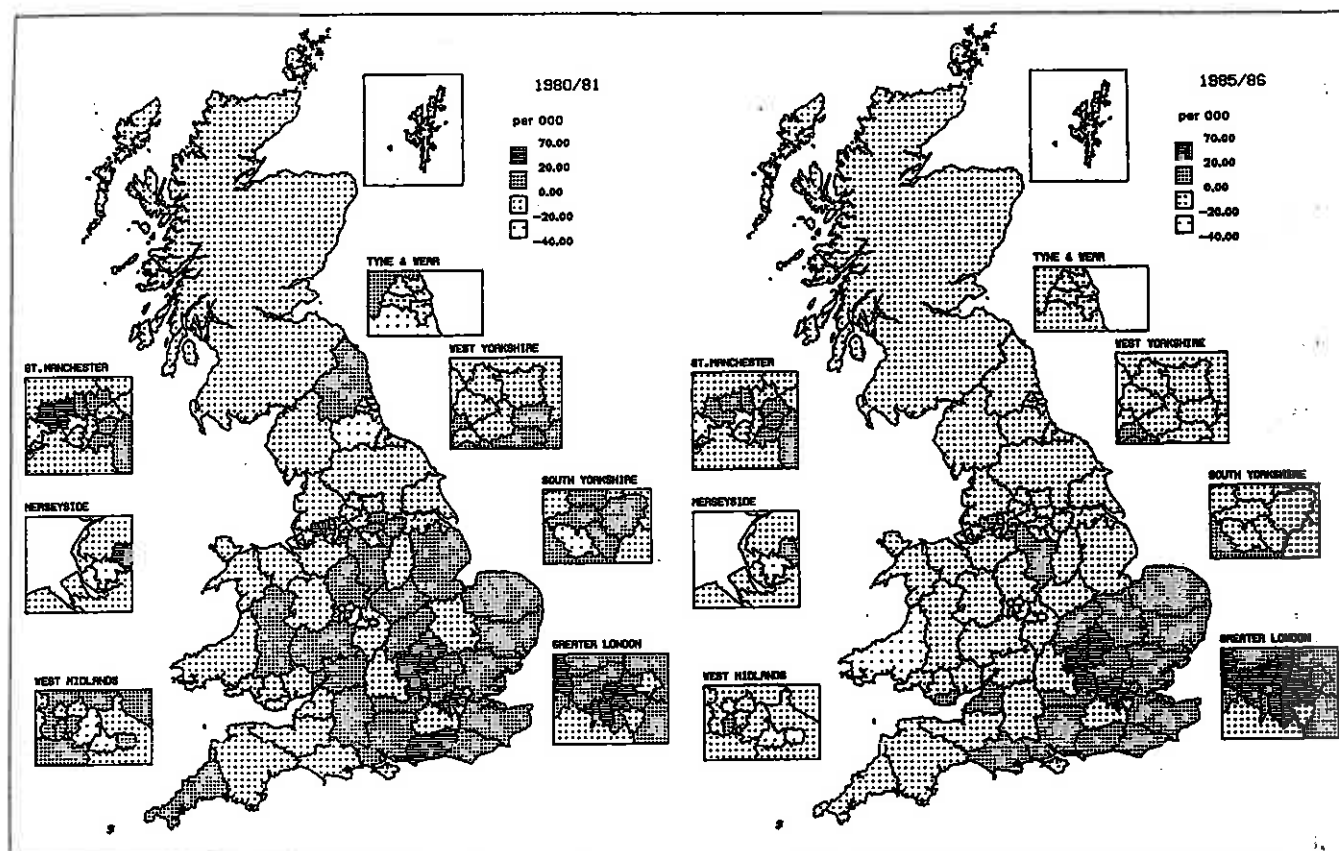 1980/81
per 000
70.00
20.00
0.00
-20.00
-40.00
TYNE & WEAR
WEST YORKSHIRE
GT.MANCHESTER
SOUTH YORKSHIRE
MERSEYSIDE
GREATER LONDON
WEST MIDLANDS
1985/86
per 000
70.00
20.00
0.00
-20.00
-40.00
TYNE & WEAR
WEST YORKSHIRE
GT.MANCHESTER
SOUTH YORKSHIRE
MERSEYSIDE
GREATER LONDON
WEST MIDLANDS